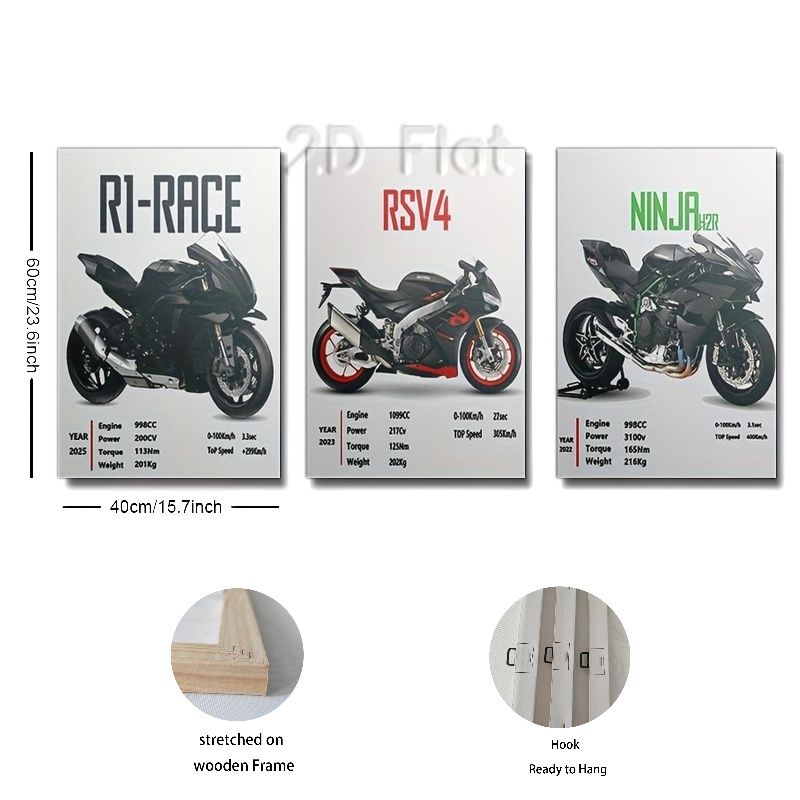 2D Flat
60cm/23.6inch
40cm/15.7inch
R1-RACE
YEAR
2025
Engine 998CC
Power 200CV
Torque 113Nm
Weight 201Kg
0-100Km/h 3.3sec
ToP Speed +299Km/h
RSV4
YEAR
2023
Engine 1099CC
Power 217Cv
Torque 125Nm
Weight 202Kg
0-100Km/h 27sec
TOP Speed 305Km/h
NINJA H2R
YEAR
2022
Engine 998CC
Power 3100v
Torque 165Nm
Weight 216Kg
0-100Km/h 3.1sec
TOP Speed 400Km/h
stretched on
wooden Frame
Hook
Ready to Hang